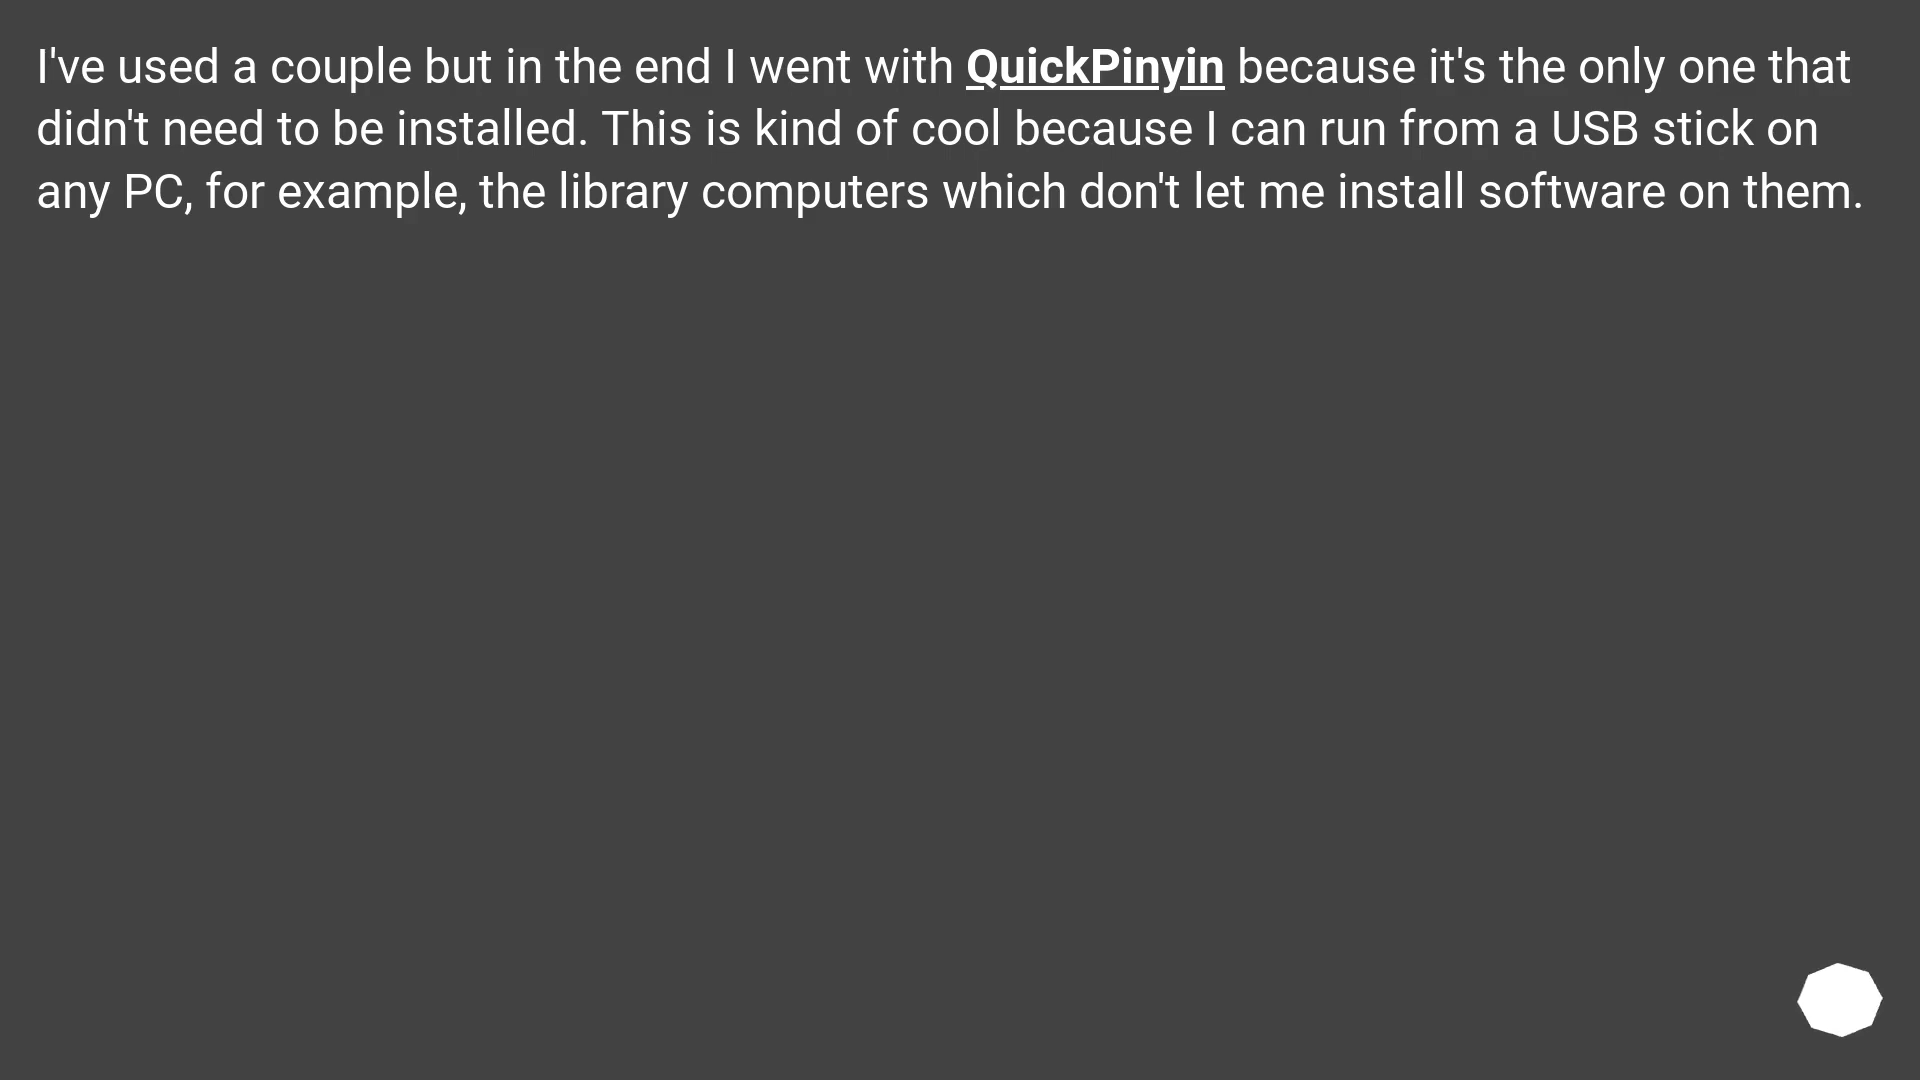 I've used a couple but in the end I went with QuickPinyin because it's the only one that
didn't need to be installed. This is kind of cool because I can run from a USB stick on
any PC, for example, the library computers which don't let me install software on them.